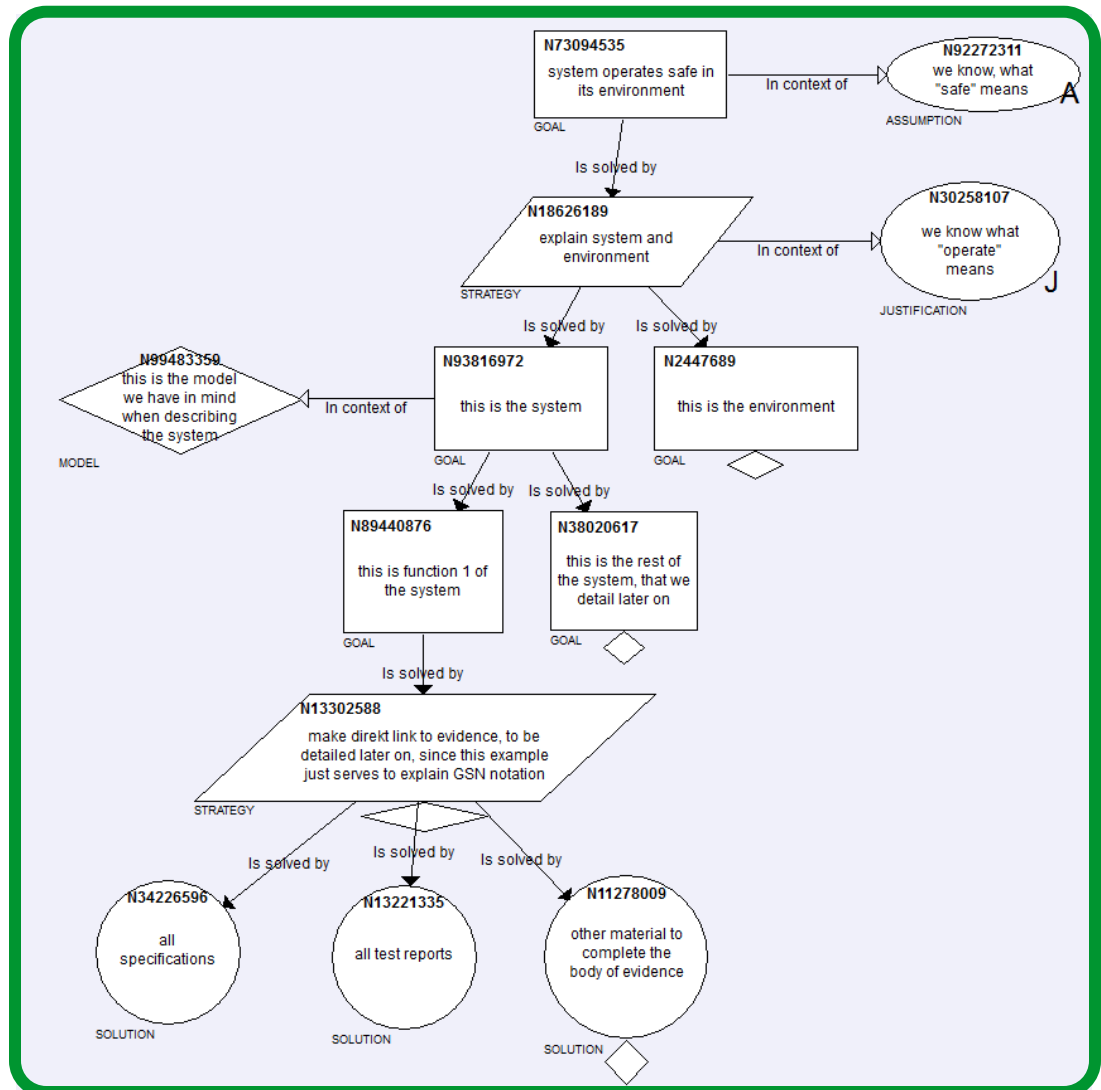 N73094535
system operates safe in
its environment
GOAL
In context of
N92272311
we know, what
"safe" means
A
ASSUMPTION
Is solved by
N18626189
explain system and
environment
STRATEGY
In context of
N30258107
we know what
"operate"
means
J
JUSTIFICATION
Is solved by
Is solved by
N99483359
this is the model
we have in mind
when describing
the system
MODEL
In context of
N93816972
this is the system
GOAL
N2447689
this is the environment
GOAL
Is solved by
Is solved by
N89440876
this is function 1 of
the system
GOAL
N38020617
this is the rest of
the system, that we
detail later on
GOAL
Is solved by
N13302588
make direkt link to evidence, to be
detailed later on, since this example
just serves to explain GSN notation
STRATEGY
Is solved by
Is solved by
Is solved by
N34226596
all
specifications
SOLUTION
N13221335
all test reports
SOLUTION
N11278009
other material to
complete the
body of evidence
SOLUTION